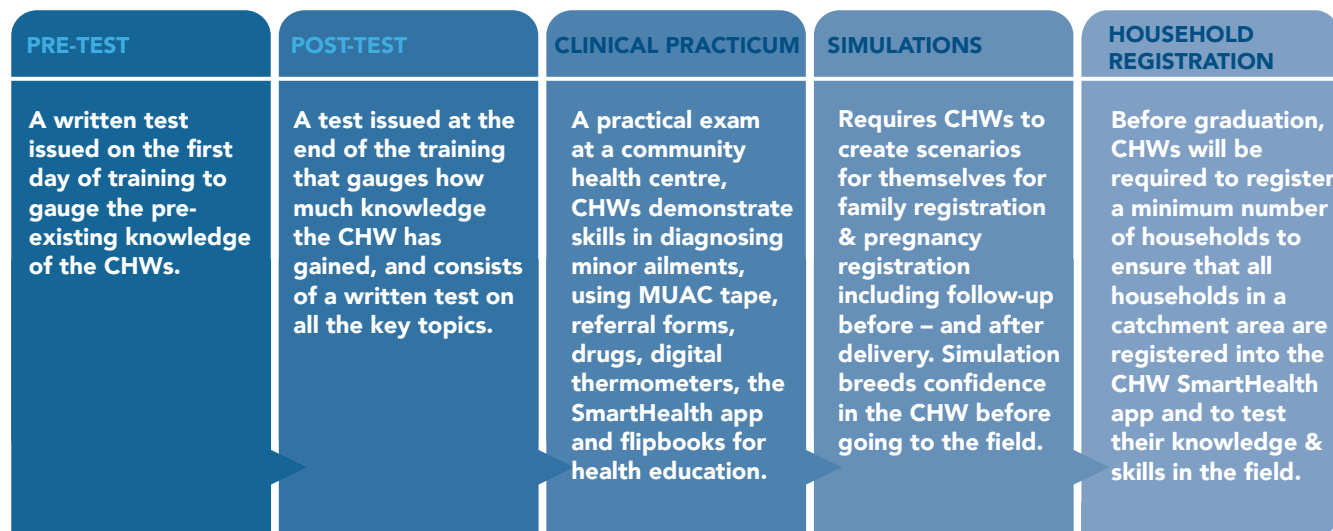 PRE-TEST
A written test
issued on the first
day of training to
gauge the pre-
existing knowledge
of the CHWs.
POST-TEST
A test issued at the
end of the training
that gauges how
much knowledge
the CHW has
gained, and consists
of a written test on
all the key topics.
CLINICAL PRACTICUM
A practical exam
at a community
health centre,
CHWs demonstrate
skills in diagnosing
minor ailments,
using MUAC tape,
referral forms,
drugs, digital
thermometers, the
SmartHealth app
and flipbooks for
health education.
SIMULATIONS
Requires CHWs to
create scenarios
for themselves for
family registration
& pregnancy
registration
including follow-up
before – and after
delivery. Simulation
breeds confidence
in the CHW before
going to the field.
HOUSEHOLD
REGISTRATION
Before graduation,
CHWs will be
required to register
a minimum number
of households to
ensure that all
households in a
catchment area are
registered into the
CHW SmartHealth
app and to test
their knowledge &
skills in the field.